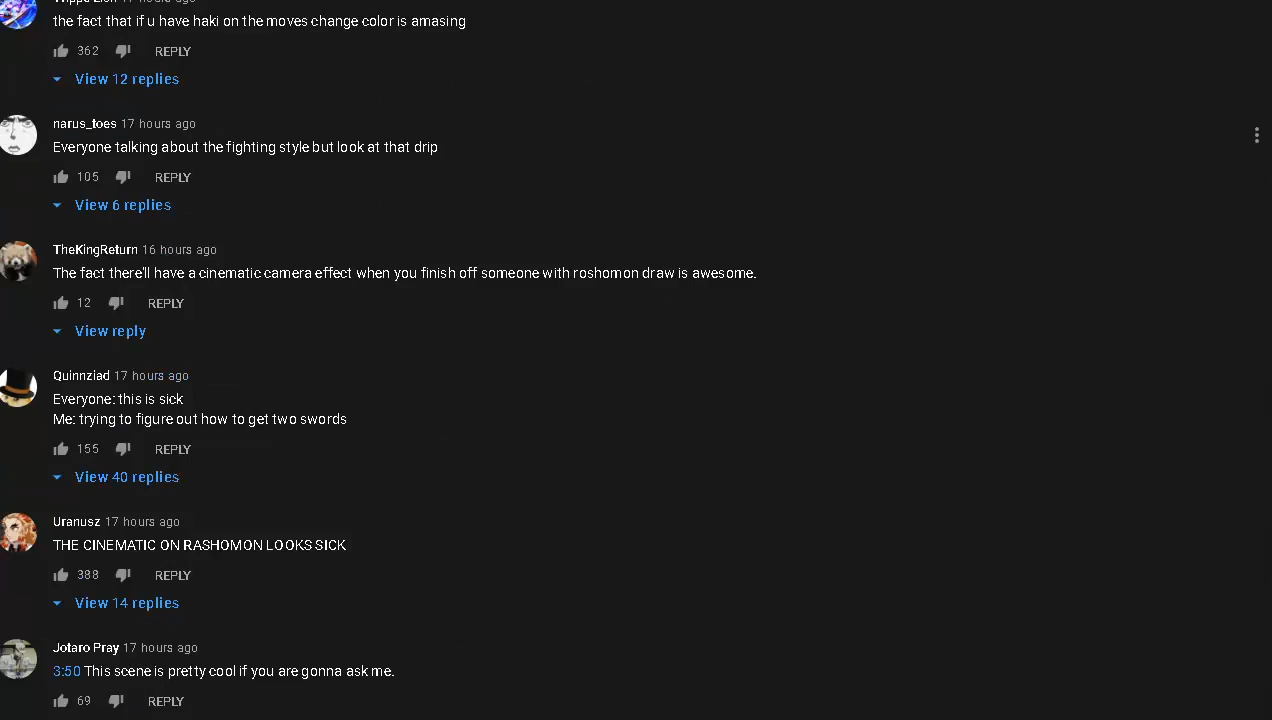 17 hours ago
the fact that if u have haki on the moves change color is amasing
362 REPLY
View 12 replies
narus_toes 17 hours ago
Everyone talking about the fighting style but look at that drip
105 REPLY
View 6 replies
TheKingReturn 16 hours ago
The fact there'll have a cinematic camera effect when you finish off someone with roshomon draw is awesome.
12 REPLY
View reply
Quinnziad 17 hours ago
Everyone: this is sick
Me: trying to figure out how to get two swords
155 REPLY
View 40 replies
Uranusz 17 hours ago
THE CINEMATIC ON RASHOMON LOOKS SICK
388 REPLY
View 14 replies
Jotaro Pray 17 hours ago
3:50 This scene is pretty cool if you are gonna ask me.
69 REPLY